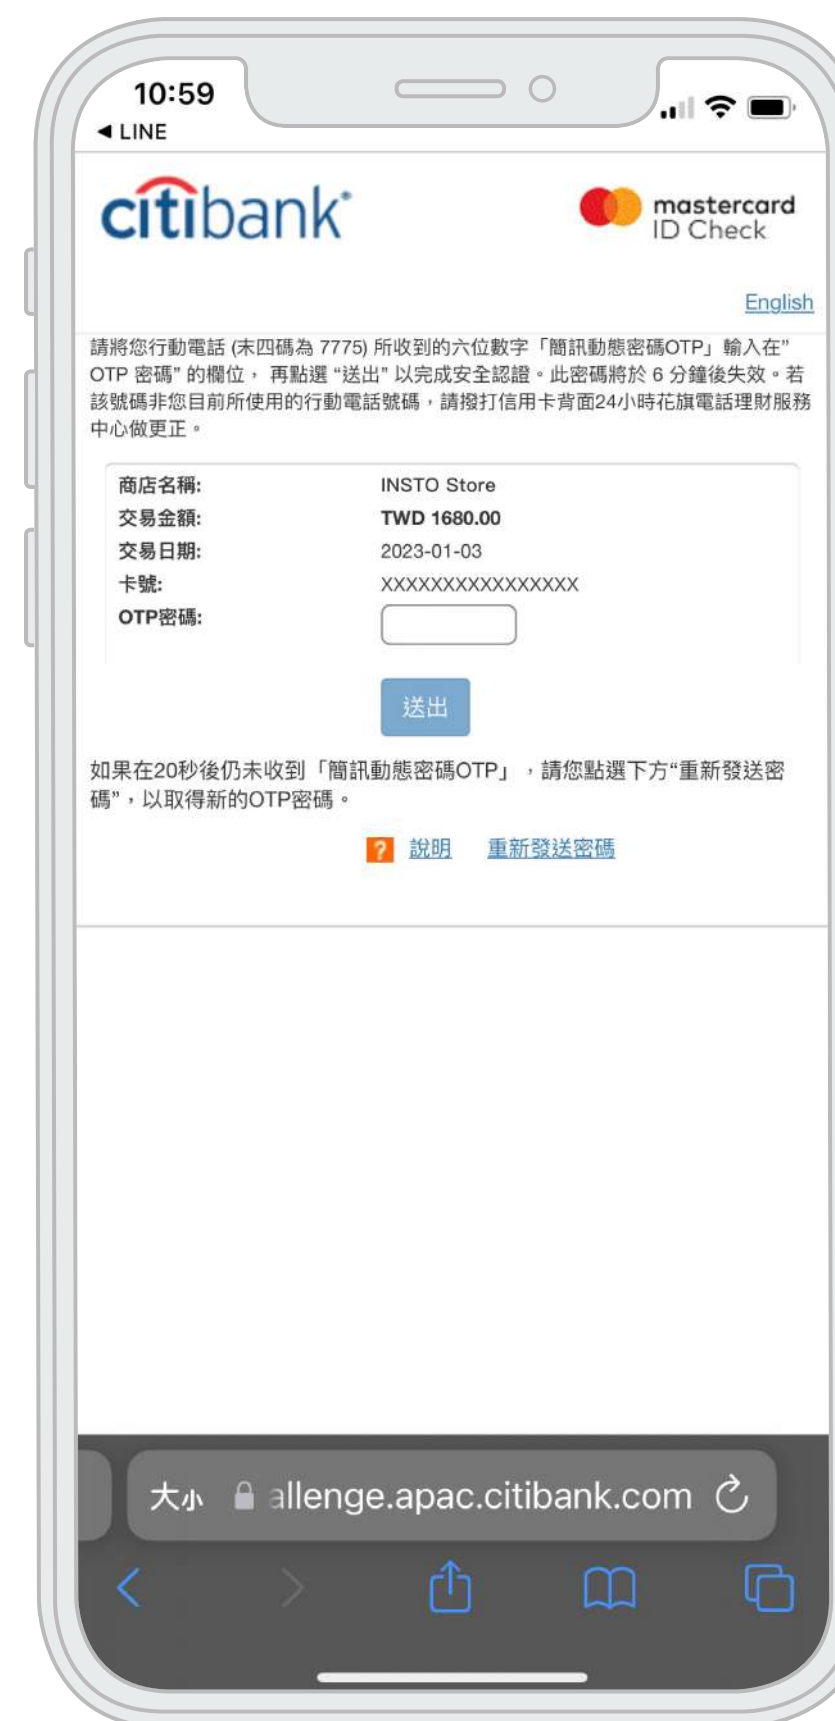 10:59
◀ LINE
citibank®
mastercard
ID Check
English
請將您行動電話 (末四碼為 7775) 所收到的六位數字「簡訊動態密碼OTP」輸入在”
OTP 密碼” 的欄位， 再點選 “送出” 以完成安全認證。此密碼將於 6 分鐘後失效。若
該號碼非您目前所使用的行動電話號碼，請撥打信用卡背面24小時花旗電話理財服務
中心做更正。
商店名稱: INSTO Store
交易金額: TWD 1680.00
交易日期: 2023-01-03
卡號: XXXXXXXXXXXXXXXX
OTP密碼:
送出
如果在20秒後仍未收到「簡訊動態密碼OTP」，請您點選下方“重新發送密
碼”，以取得新的OTP密碼。
? 說明 重新發送密碼
大小 allenge.apac.citibank.com